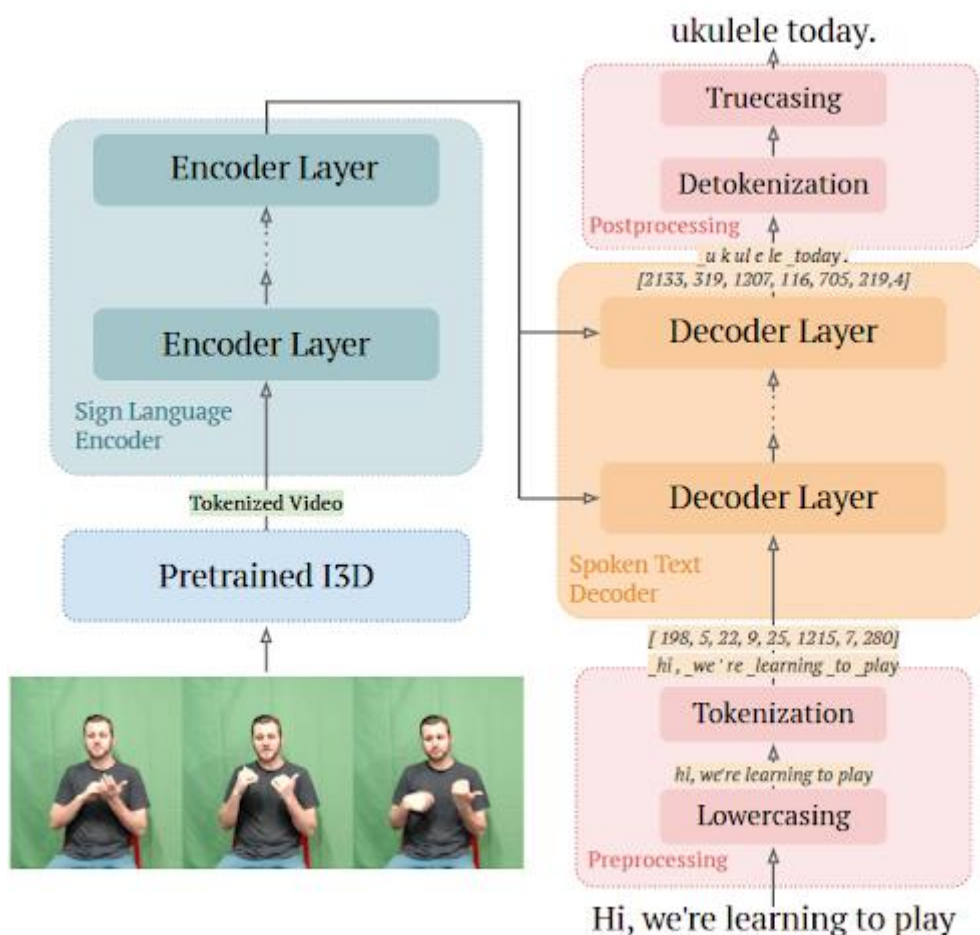 ukulele today.
Truecasing
Detokenization
Postprocessing
_u k ul e le _today.
[2133, 319, 1207, 116, 705, 219,4]
Decoder Layer
Decoder Layer
Spoken Text
Decoder
[ 198, 5, 22, 9, 25, 1215, 7, 280]
_hi , _we ' re _learning _to _play
Tokenization
hi, we're learning to play
Lowercasing
Preprocessing
Hi, we're learning to play
Encoder Layer
Encoder Layer
Sign Language
Encoder
Tokenized Video
Pretrained I3D